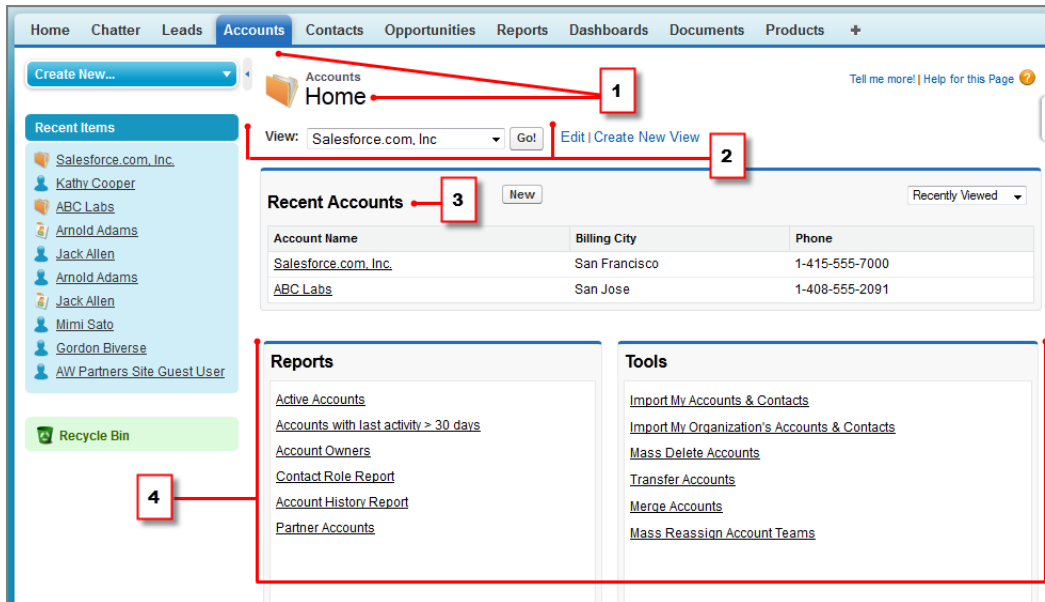 Home Chatter Leads Accounts Contacts Opportunities Reports Dashboards Documents Products +
Create New...
Accounts
Home
1
Tell me more! | Help for this Page ?
Recent Items
Salesforce.com, Inc.
Kathy Cooper
ABC Labs
Arnold Adams
Jack Allen
Arnold Adams
Jack Allen
Mimi Sato
Gordon Biverse
AW Partners Site Guest User
Recycle Bin
View: Salesforce.com, Inc Go! Edit | Create New View
2
Recent Accounts 3 New Recently Viewed
Account Name Billing City Phone
Salesforce.com, Inc. San Francisco 1-415-555-7000
ABC Labs San Jose 1-408-555-2091
4
Reports
Active Accounts
Accounts with last activity > 30 days
Account Owners
Contact Role Report
Account History Report
Partner Accounts
Tools
Import My Accounts & Contacts
Import My Organization's Accounts & Contacts
Mass Delete Accounts
Transfer Accounts
Merge Accounts
Mass Reassign Account Teams